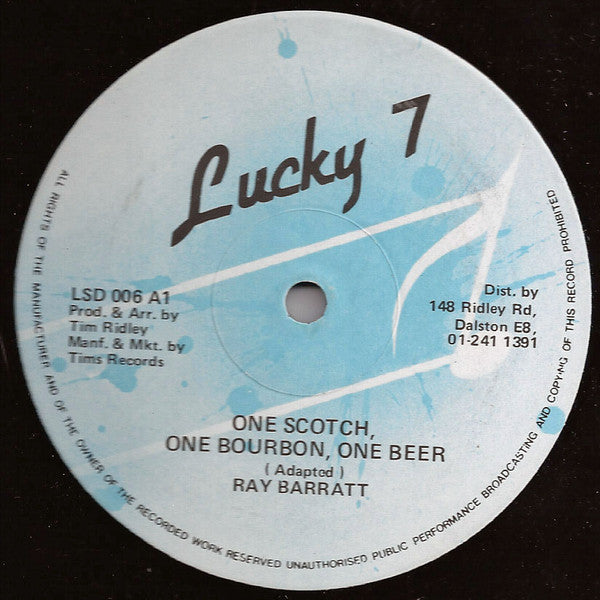 Lucky 7
LSD 006 A1
Prod. & Arr. by
Tim Ridley
Manf. & Mkt. by
Tims Records
Dist. by
148 Ridley Rd,
Dalston E8,
01-241 1391
ONE SCOTCH,
ONE BOURBON, ONE BEER
( Adapted )
RAY BARRATT
ALL RIGHTS OF THE MANUFACTURER AND OF THE OWNER OF THE RECORDED WORK RESERVED UNAUTHORISED PUBLIC PERFORMANCE BROADCASTING AND COPYING OF THIS RECORD PROHIBITED